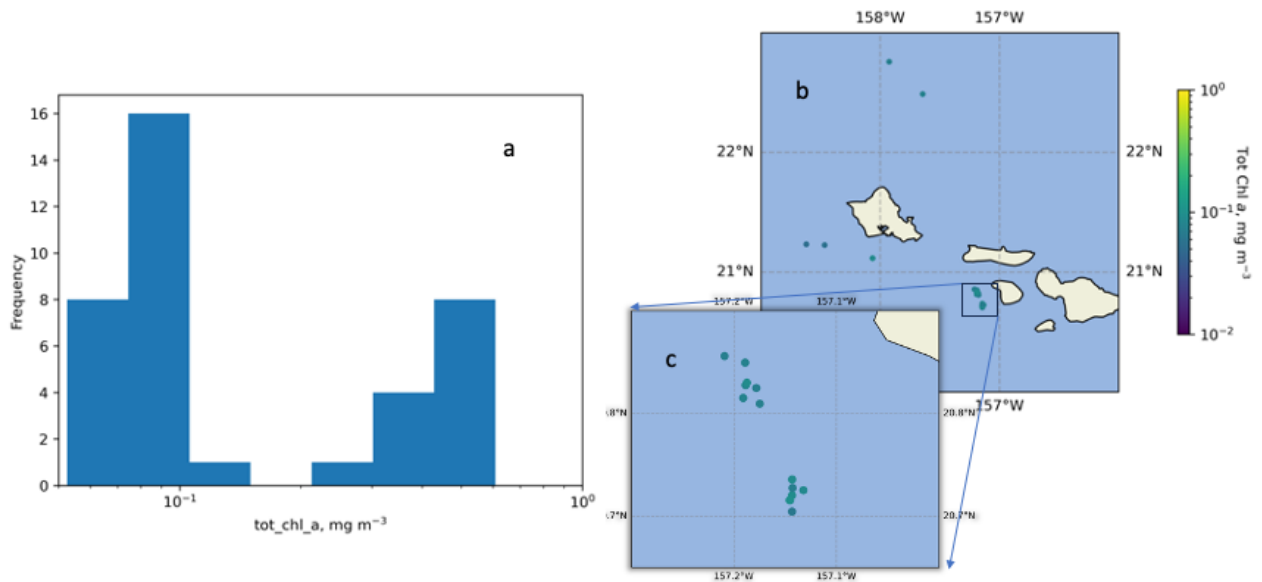 16
14
12
10
8
6
4
2
0
Frequency
a
10⁻¹
10⁰
tot_chl_a, mg m⁻³
158°W
157°W
b
22°N
22°N
21°N
21°N
157°W
10⁰
10⁻¹
10⁻²
Tot Chl a, mg m⁻³
157.2°W
157.1°W
c
.8°N
20.8°N
.7°N
20.7°N
157.2°W
157.1°W